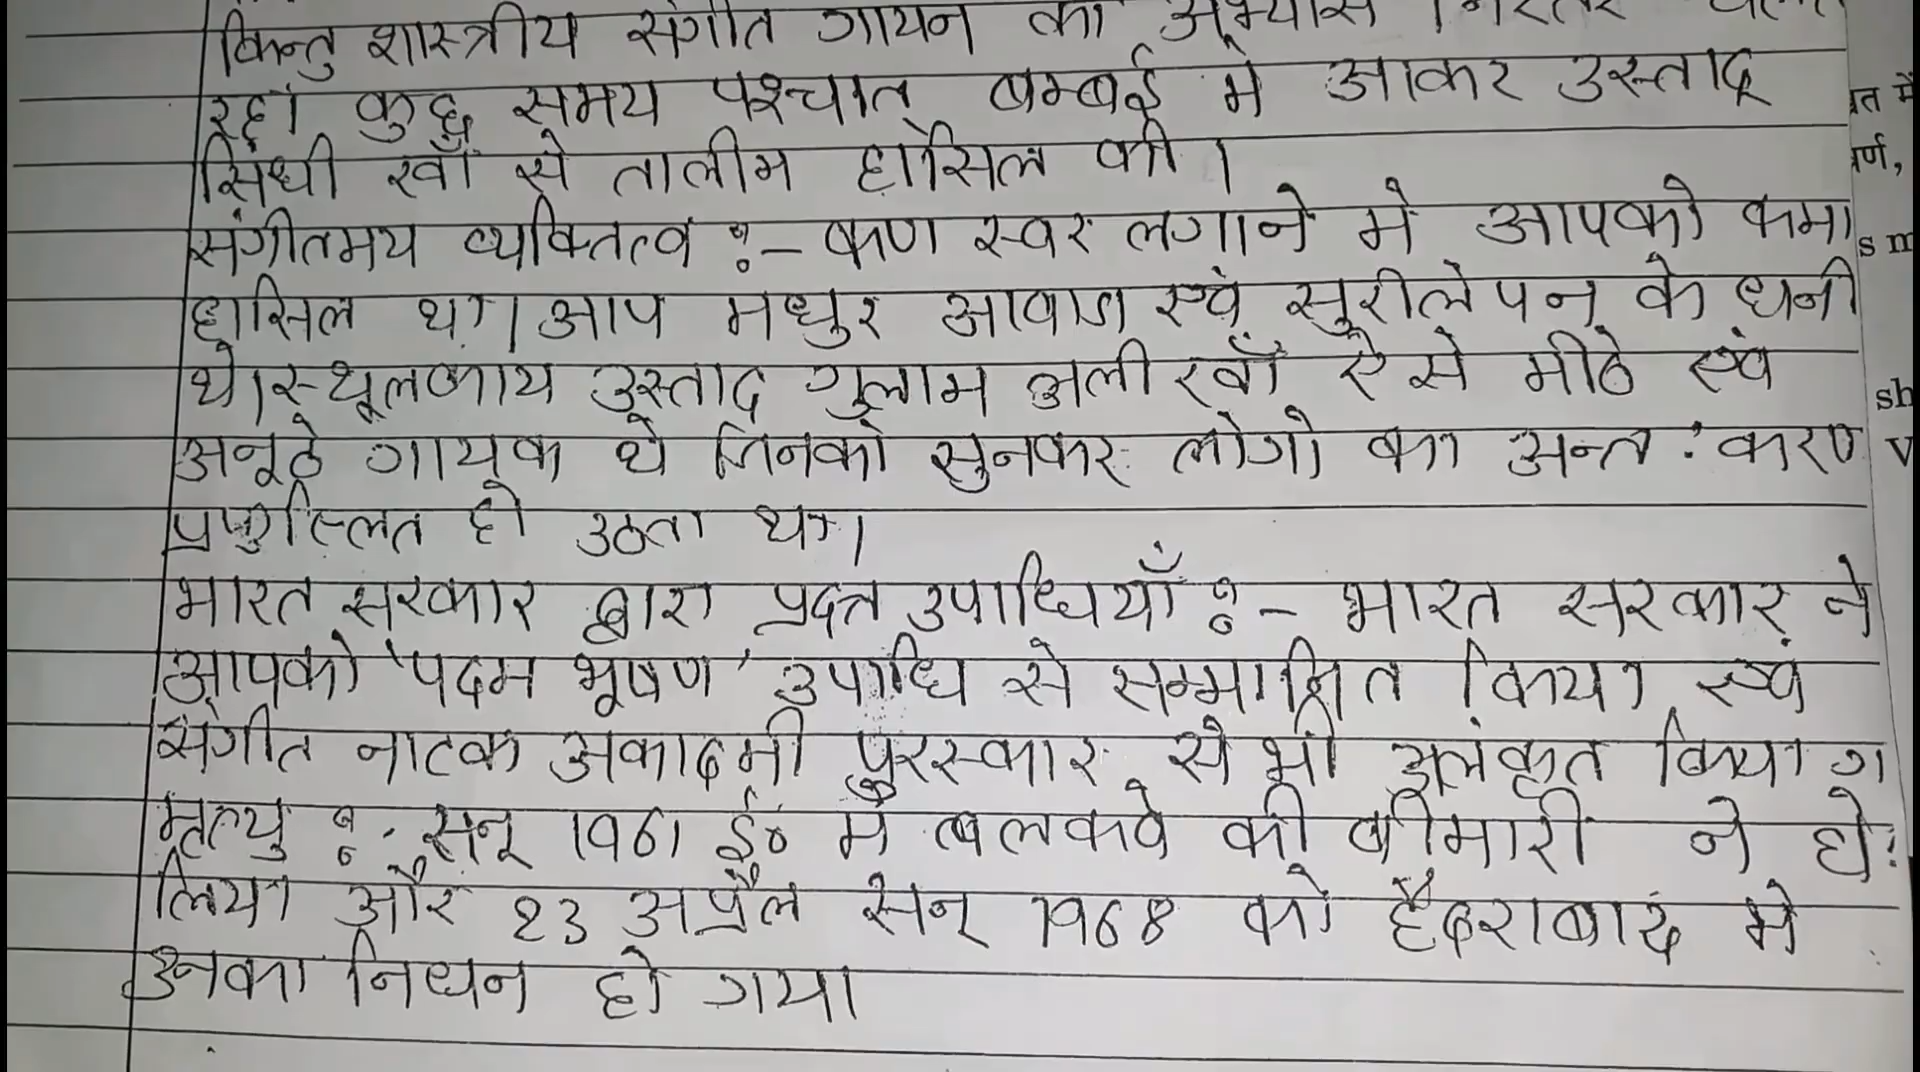 किन्तु शास्त्रीय संगीत गायन का अभ्यास निरतर
रहा कुछ समय पश्चात् बम्बई मे आकर उस्ताद
सिंधी खाँ से तालीम हासिल की।
संगीतमय व्यक्तित्व :- कण स्वर लगाने मे आपको कमा
हासिल था। आप मधुर आवाज एवं सुरीलेपन के धनी
थे। स्थूलकाय उस्ताद गुलाम अली खाँ ऐसे मीठे एवं
अनूठे गायक थे जिनको सुनकर लोगो का अन्त:करण
प्रफुल्लित हो उठता था।
भारत सरकार द्वारा प्रदत्त उपाधियाँ :- भारत सरकार ने
आपको 'पदम भूषण' उपाधि से सम्मानित किया एवं
संगीत नाटक अकादमी पुरस्कार से भी अलंकृत किया ग
मृत्यु :- सन् 1961 ई० मे लकवे की बीमारी ने घे
लिया और 23 अप्रैल सन् 1968 को हैदराबाद मे
उनका निधन हो गया
त में
र्ण,
s m
sh
v